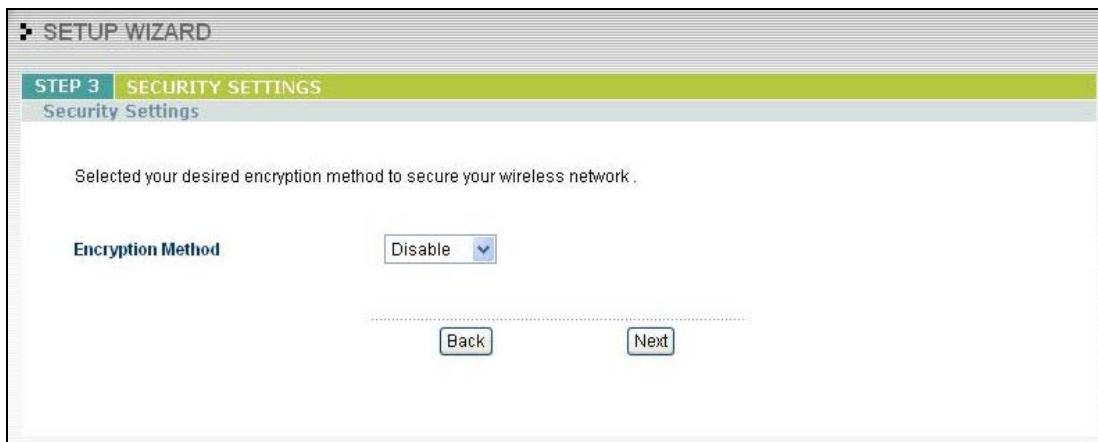 SETUP WIZARD
STEP 3 SECURITY SETTINGS
Security Settings
Selected your desired encryption method to secure your wireless network .
Encryption Method Disable
Back Next